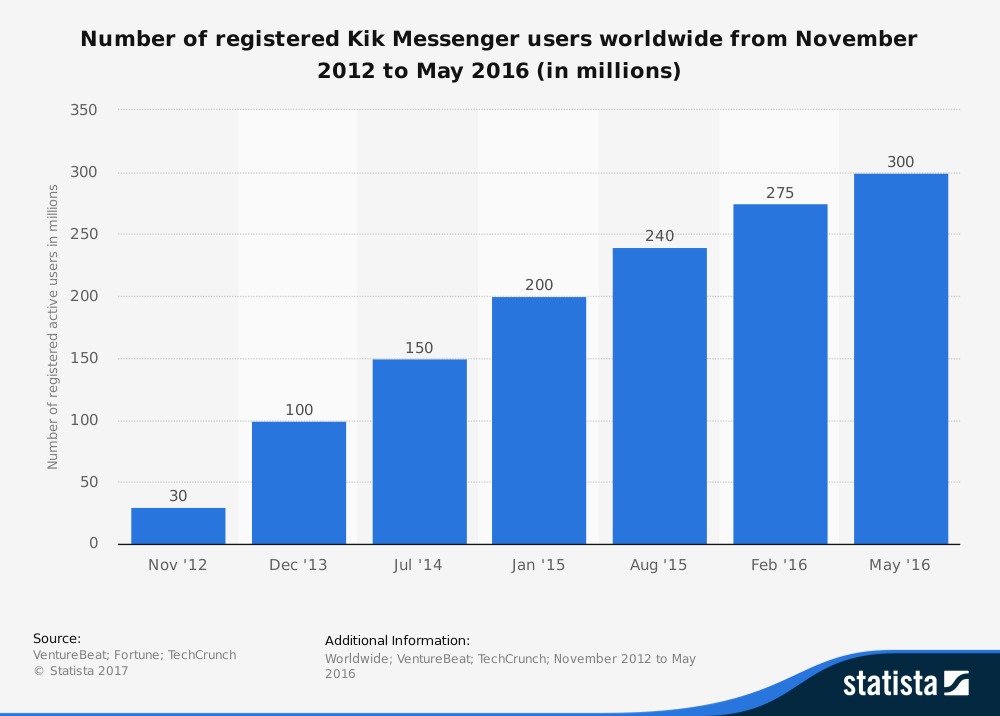 Number of registered Kik Messenger users worldwide from November
2012 to May 2016 (in millions)
Number of registered active users in millions
350
300
250
200
150
100
50
0
30
100
150
200
240
275
300
Nov '12
Dec '13
Jul '14
Jan '15
Aug '15
Feb '16
May '16
Source:
VentureBeat; Fortune; TechCrunch
© Statista 2017
Additional Information:
Worldwide; VentureBeat; TechCrunch; November 2012 to May
2016
statista